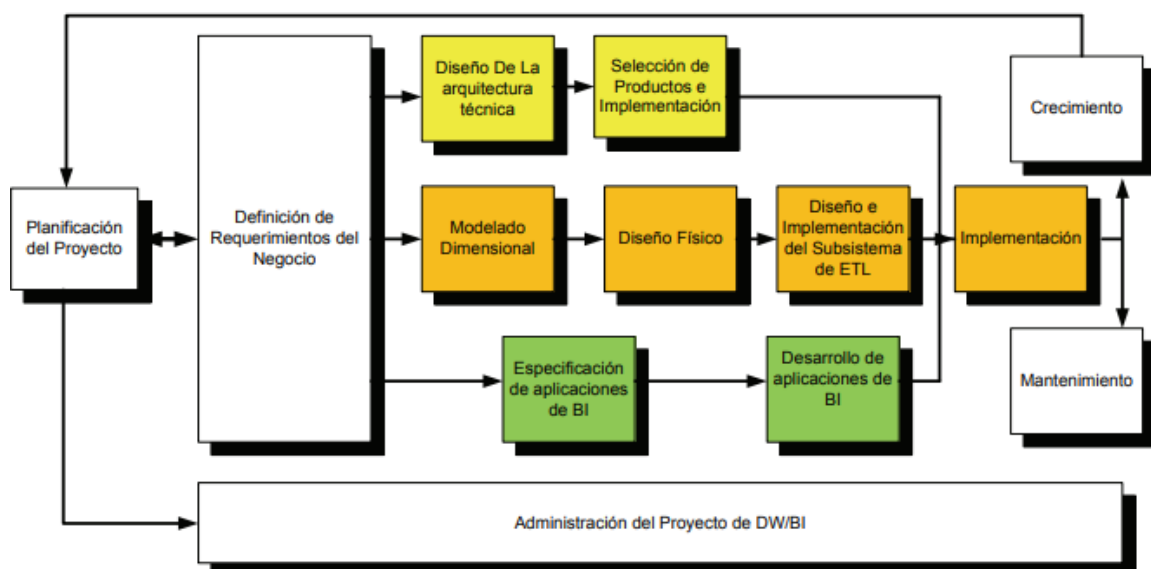 Planificación
del Proyecto
Definición de
Requerimientos del
Negocio
Diseño De La
arquitectura
técnica
Selección de
Productos e
Implementación
Modelado
Dimensional
Diseño Físico
Diseño e
Implementación
del Subsistema
de ETL
Implementación
Especificación
de aplicaciones
de BI
Desarrollo de
aplicaciones de
BI
Crecimiento
Mantenimiento
Administración del Proyecto de DW/BI